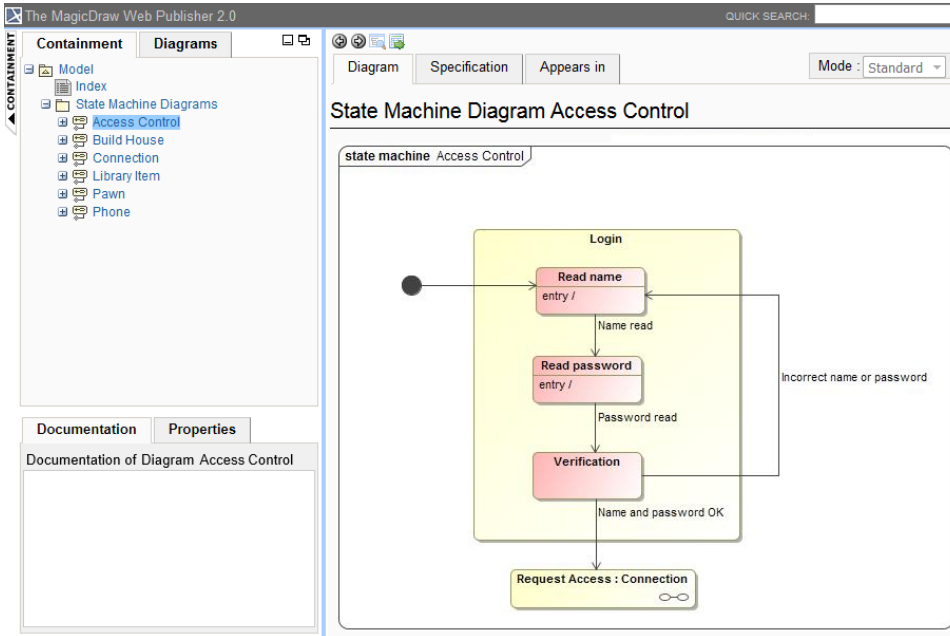 The MagicDraw Web Publisher 2.0
QUICK SEARCH:
CONTAINMENT
Containment
Diagrams
Model
Index
State Machine Diagrams
Access Control
Build House
Connection
Library Item
Pawn
Phone
Documentation
Properties
Documentation of Diagram Access Control
Diagram
Specification
Appears in
Mode : Standard
State Machine Diagram Access Control
state machine Access Control
Login
Read name
entry /
Name read
Read password
entry /
Incorrect name or password
Password read
Verification
Name and password OK
Request Access : Connection